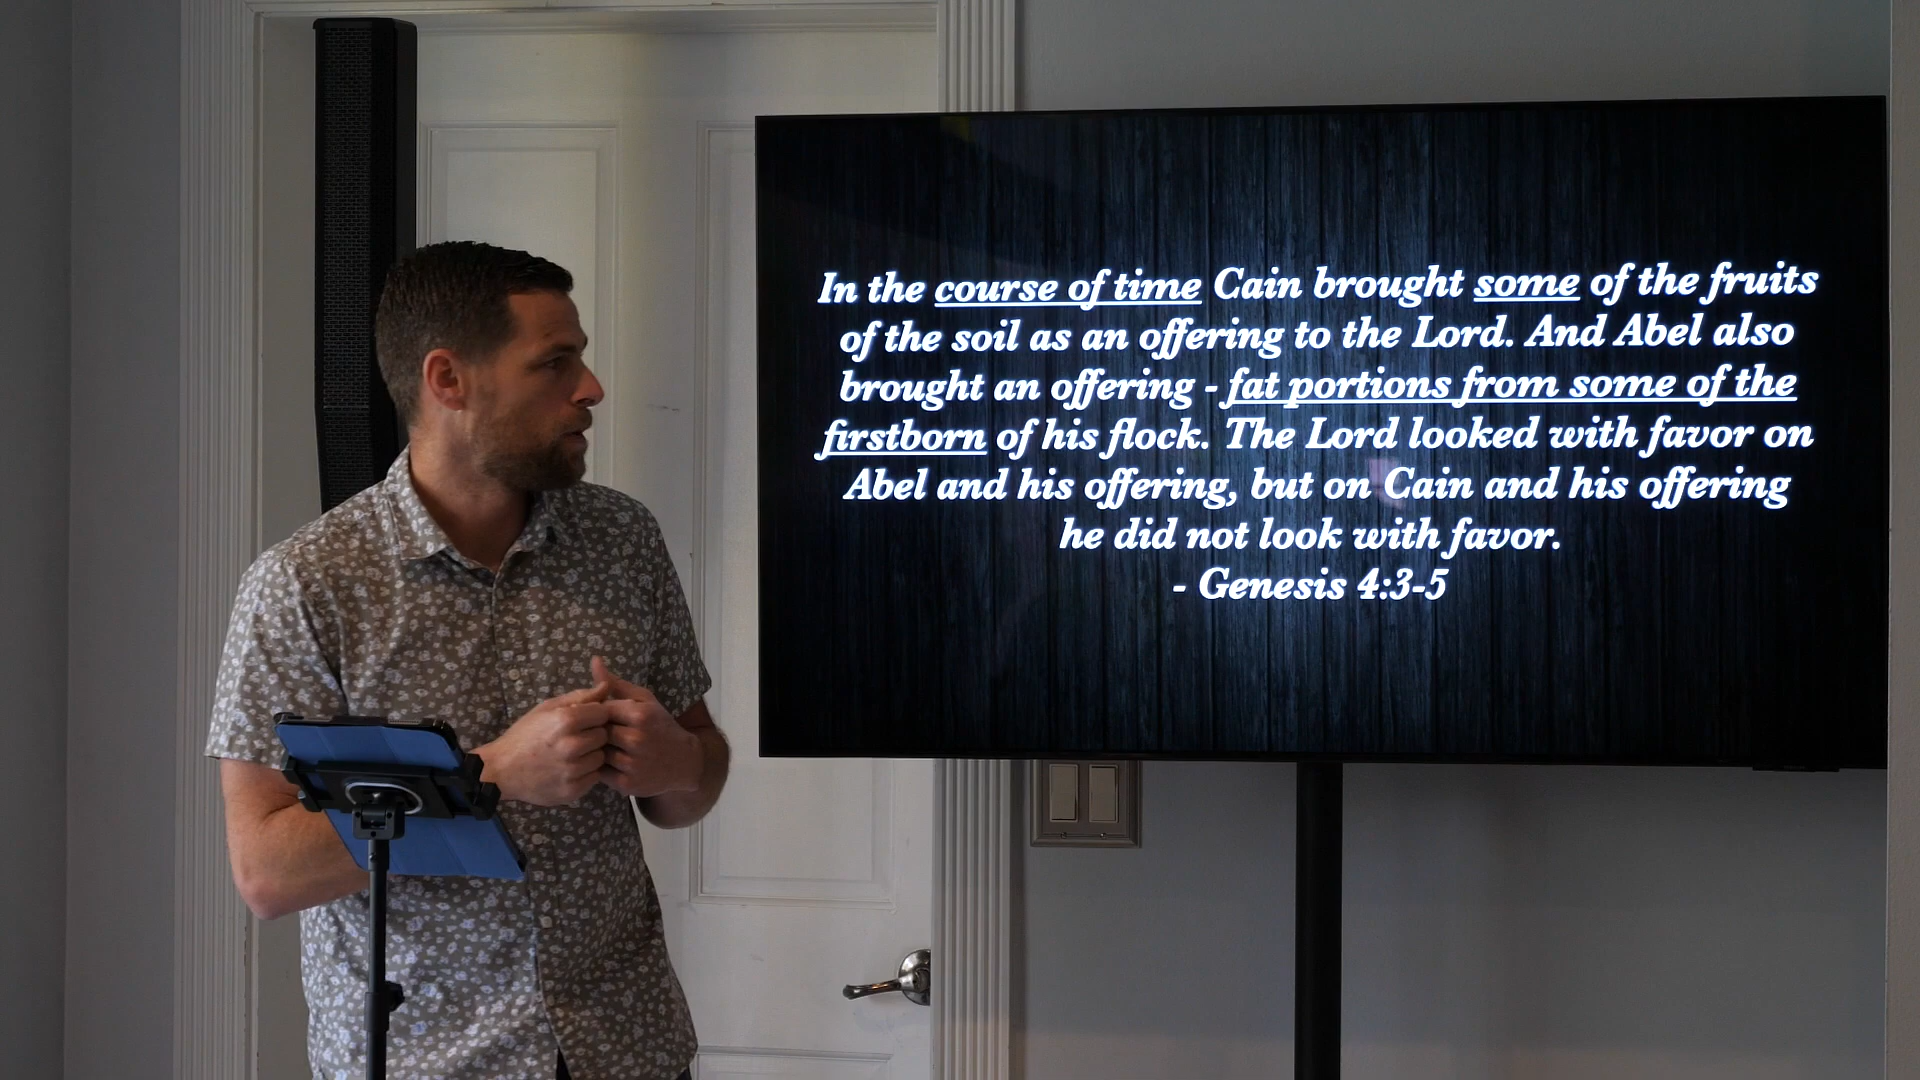 In the course of time Cain brought some of the fruits
of the soil as an offering to the Lord. And Abel also
brought an offering - fat portions from some of the
firstborn of his flock. The Lord looked with favor on
Abel and his offering, but on Cain and his offering
he did not look with favor.
- Genesis 4:3-5